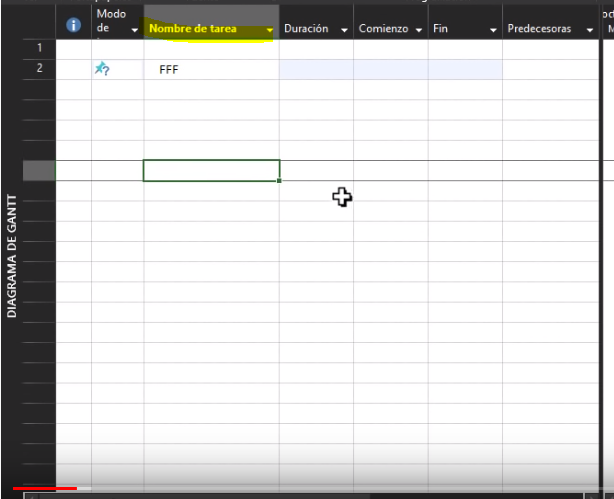 Modo
de
Nombre de tarea
Duración
Comienzo
Fin
Predecesoras
1
2
FFF
DIAGRAMA DE GANTT